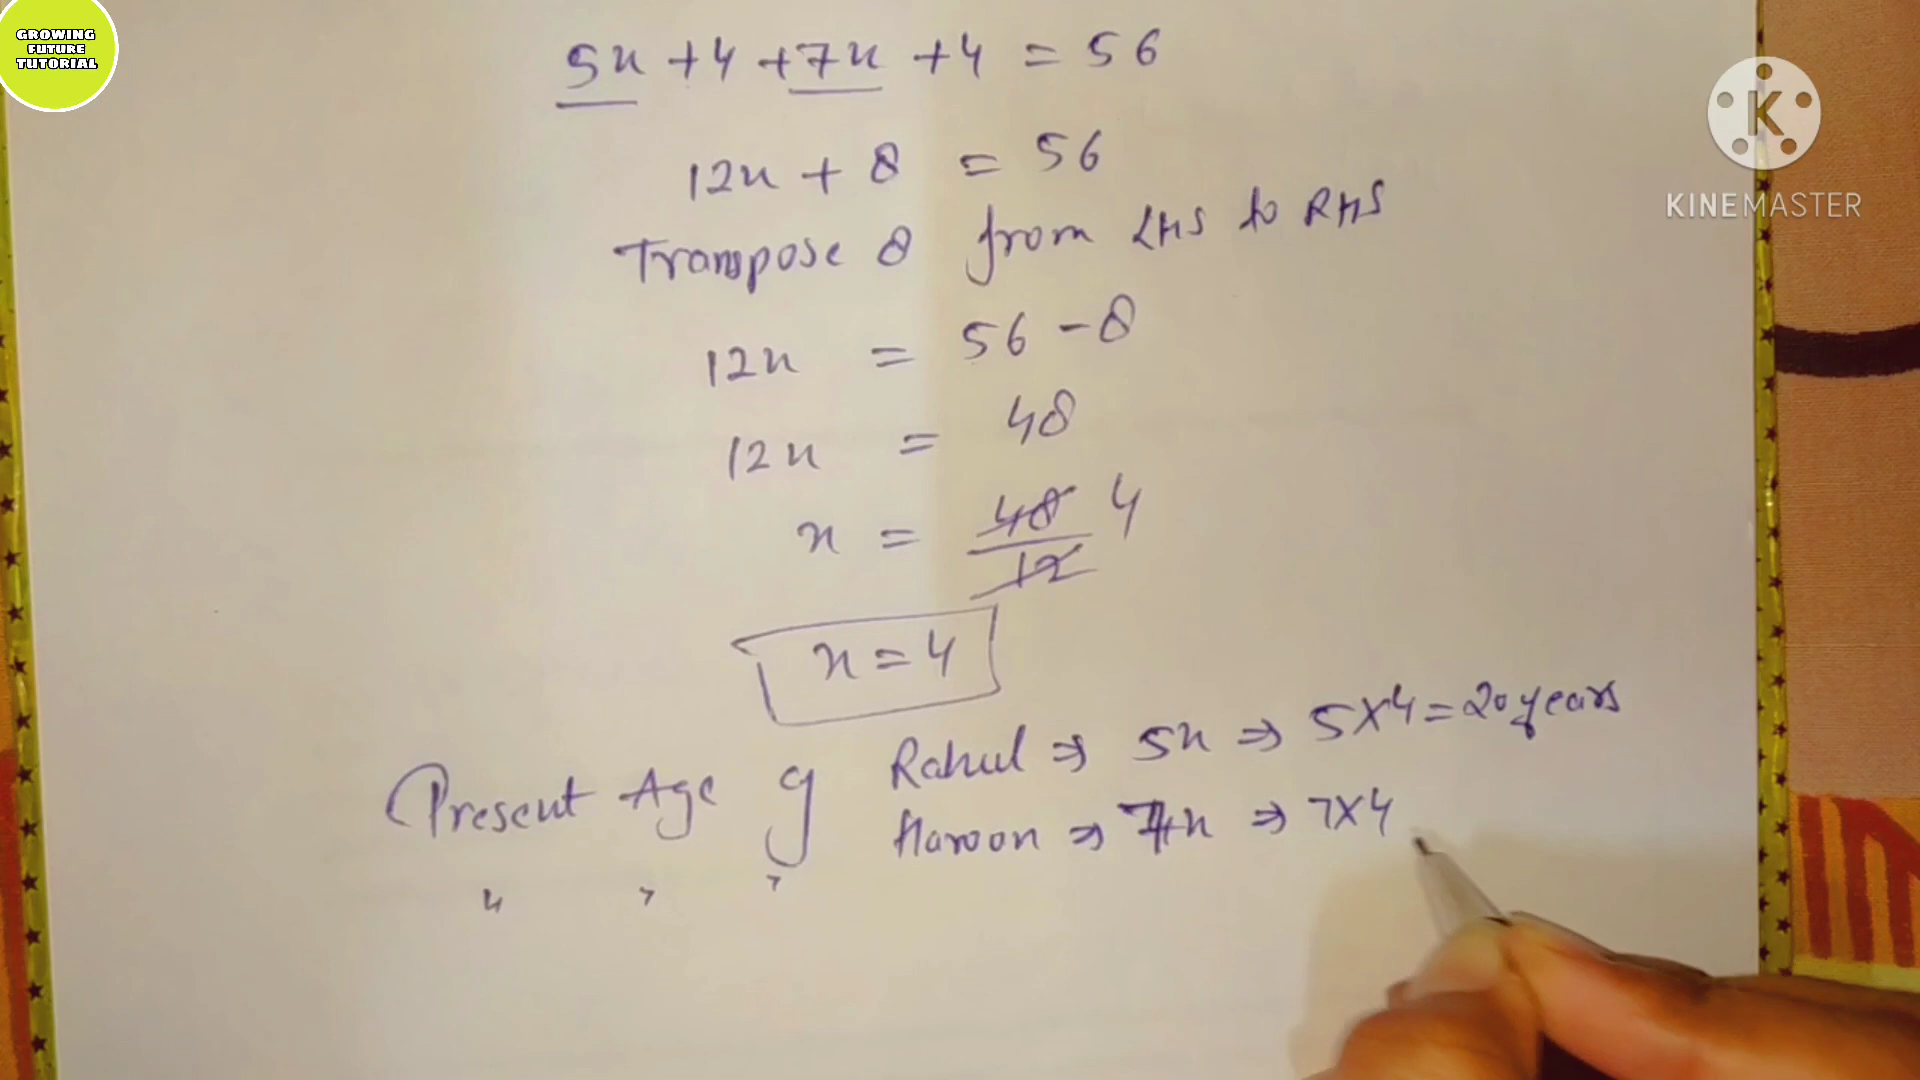 GROWING
FUTURE
TUTORIAL
5x + 4 + 7x + 4 = 56
K
KINEMASTER
12x + 8 = 56
Transpose 8 from LHS to RHS
12x = 56 - 8
12x = 48
x = 48/12 4
x = 4
Present Age of Rahul ⇒ 5x ⇒ 5×4 = 20 years
" " " Haroon ⇒ 7x ⇒ 7×4